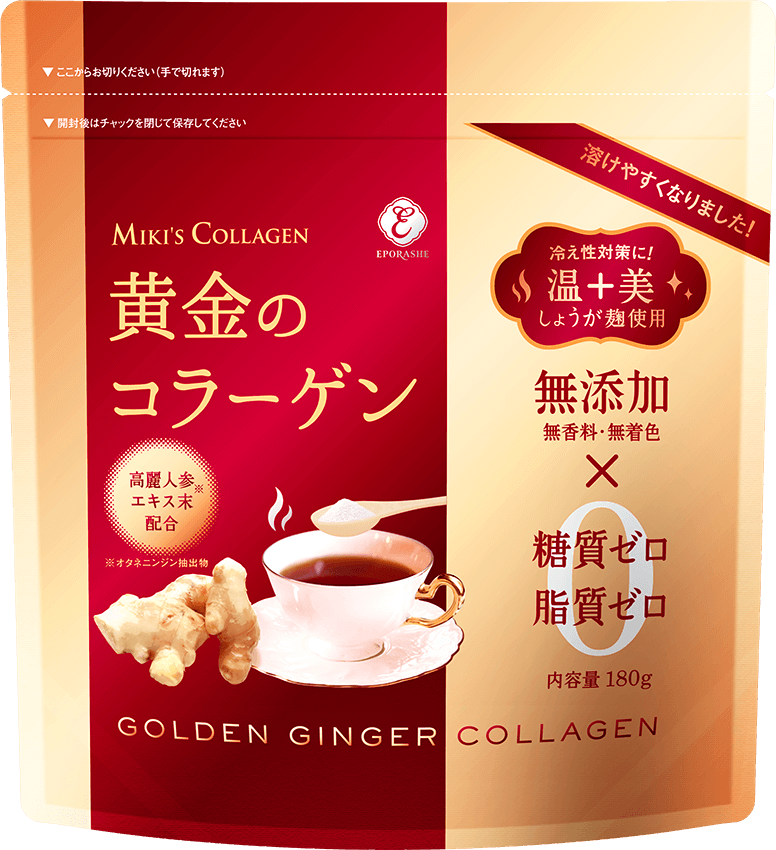 ▼ ここからお切りください（手で切れます）
▼ 開封後はチャックを閉じて保存してください
溶けやすくなりました！
MIKI'S COLLAGEN
EPORASHE
黄金の
コラーゲン
冷え性対策に！
温＋美
しょうが麹使用
無添加
無香料・無着色
×
0
糖質ゼロ
脂質ゼロ
高麗人参※
エキス末
配合
※オタネニンジン抽出物
内容量 180g
GOLDEN GINGER COLLAGEN